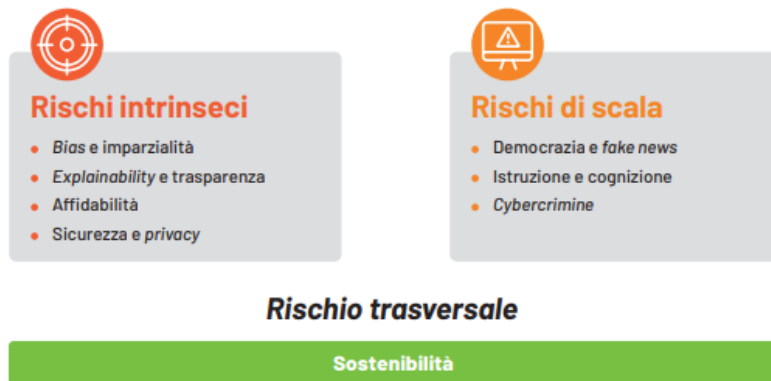 Rischi intrinseci
• Bias e imparzialità
• Explainability e trasparenza
• Affidabilità
• Sicurezza e privacy
Rischi di scala
• Democrazia e fake news
• Istruzione e cognizione
• Cybercrimine
Rischio trasversale
Sostenibilità